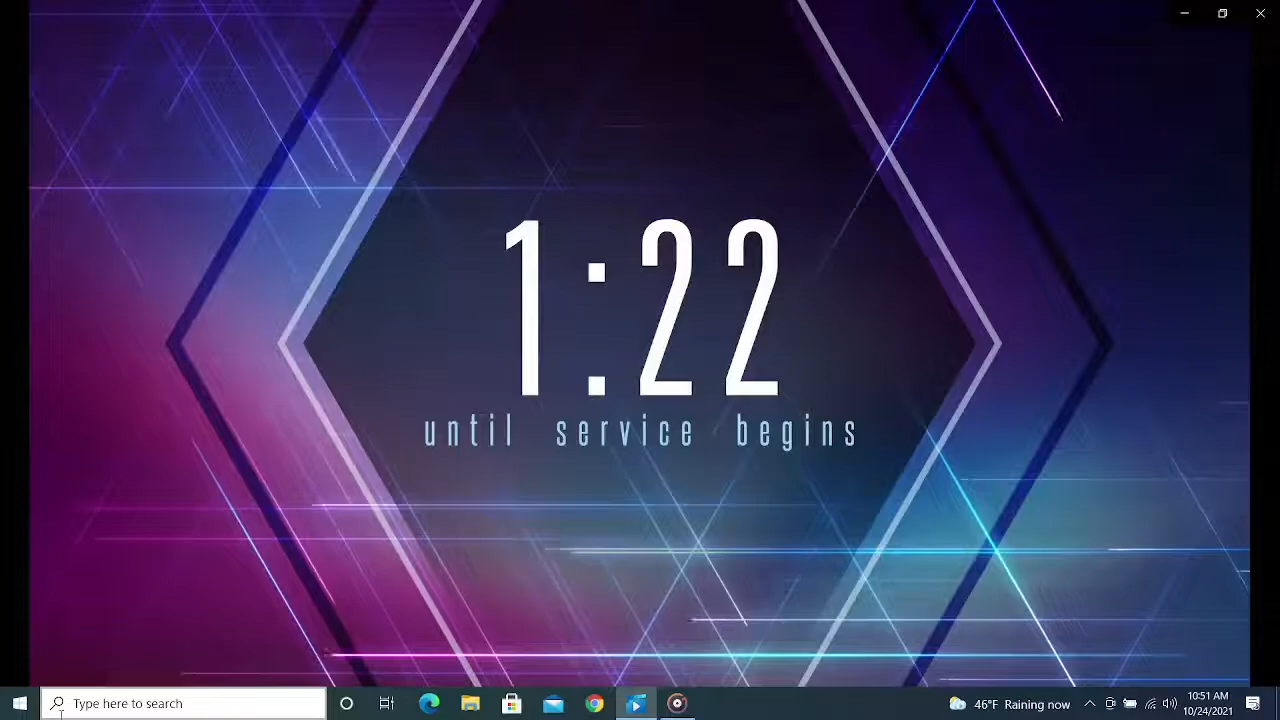 1:22
until service begins
Type here to search
46°F Raining now
10:51 AM
10/24/2021